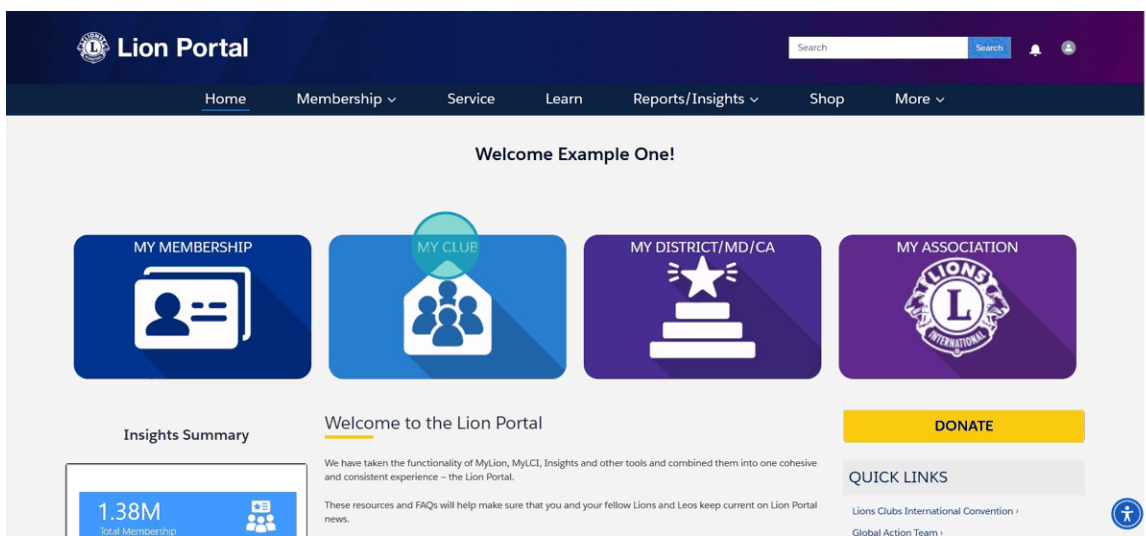 Lion Portal
Search
Search
Home
Membership
Service
Learn
Reports/Insights
Shop
More
Welcome Example One!
MY MEMBERSHIP
MY CLUB
MY DISTRICT/MD/CA
MY ASSOCIATION
LIONS
L
INTERNATIONAL
Insights Summary
1.38M
Total Membership
Welcome to the Lion Portal
We have taken the functionality of MyLion, MyLCI, Insights and other tools and combined them into one cohesive
and consistent experience – the Lion Portal.
These resources and FAQs will help make sure that you and your fellow Lions and Leos keep current on Lion Portal
news.
DONATE
QUICK LINKS
Lions Clubs International Convention ›
Global Action Team ›